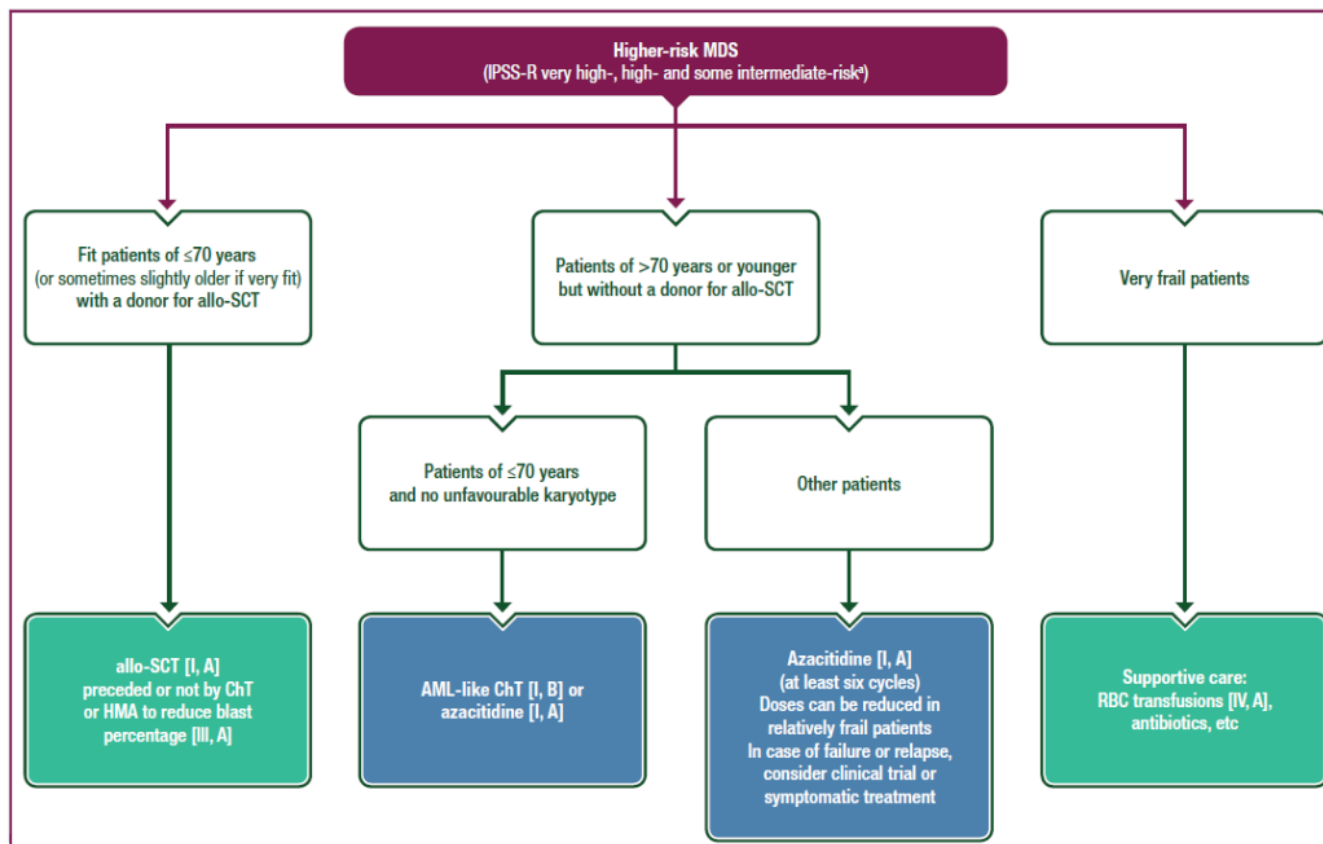 Higher-risk MDS
(IPSS-R very high-, high- and some intermediate-riskª)
Fit patients of ≤70 years
(or sometimes slightly older if very fit)
with a donor for allo-SCT
Patients of >70 years or younger
but without a donor for allo-SCT
Very frail patients
Patients of ≤70 years
and no unfavourable karyotype
Other patients
allo-SCT [I, A]
preceded or not by ChT
or HMA to reduce blast
percentage [III, A]
AML-like ChT [I, B] or
azacitidine [I, A]
Azacitidine [I, A]
(at least six cycles)
Doses can be reduced in
relatively frail patients
In case of failure or relapse,
consider clinical trial or
symptomatic treatment
Supportive care:
RBC transfusions [IV, A],
antibiotics, etc